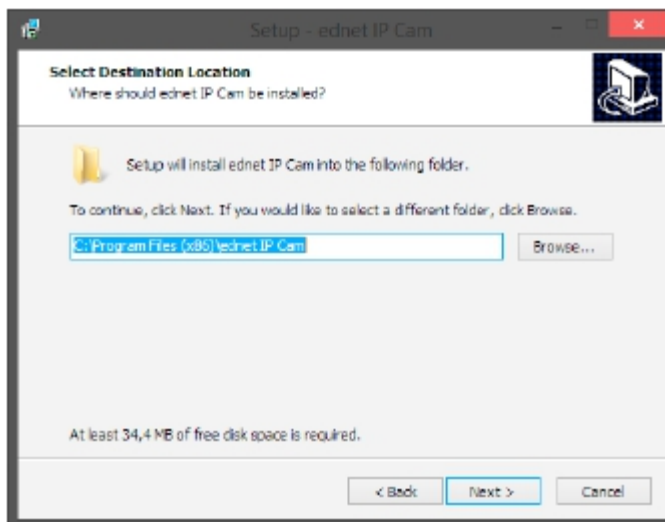 Setup - ednet IP Cam
Select Destination Location
Where should ednet IP Cam be installed?
Setup will install ednet IP Cam into the following folder.
To continue, click Next. If you would like to select a different folder, click Browse.
C:\Program Files (x86)\ednet IP Cam
Browse...
At least 34,4 MB of free disk space is required.
< Back
Next >
Cancel